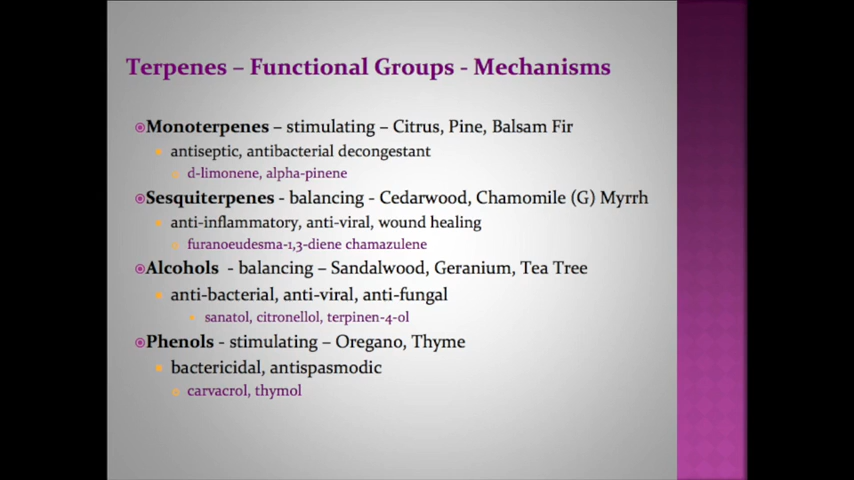 Terpenes – Functional Groups - Mechanisms
Monoterpenes – stimulating – Citrus, Pine, Balsam Fir
antiseptic, antibacterial decongestant
d-limonene, alpha-pinene
Sesquiterpenes - balancing - Cedarwood, Chamomile (G) Myrrh
anti-inflammatory, anti-viral, wound healing
furanoeudesma-1,3-diene chamazulene
Alcohols - balancing – Sandalwood, Geranium, Tea Tree
anti-bacterial, anti-viral, anti-fungal
sanatol, citronellol, terpinen-4-ol
Phenols - stimulating – Oregano, Thyme
bactericidal, antispasmodic
carvacrol, thymol